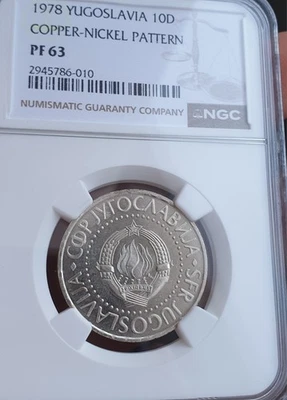 1978 YUGOSLAVIA 10D
COPPER-NICKEL PATTERN
PF 63
2945786-010
NUMISMATIC GUARANTY COMPANY
NGC
СФР ЈУГОСЛАВИЈА • SFR JUGOSLAVIJA •